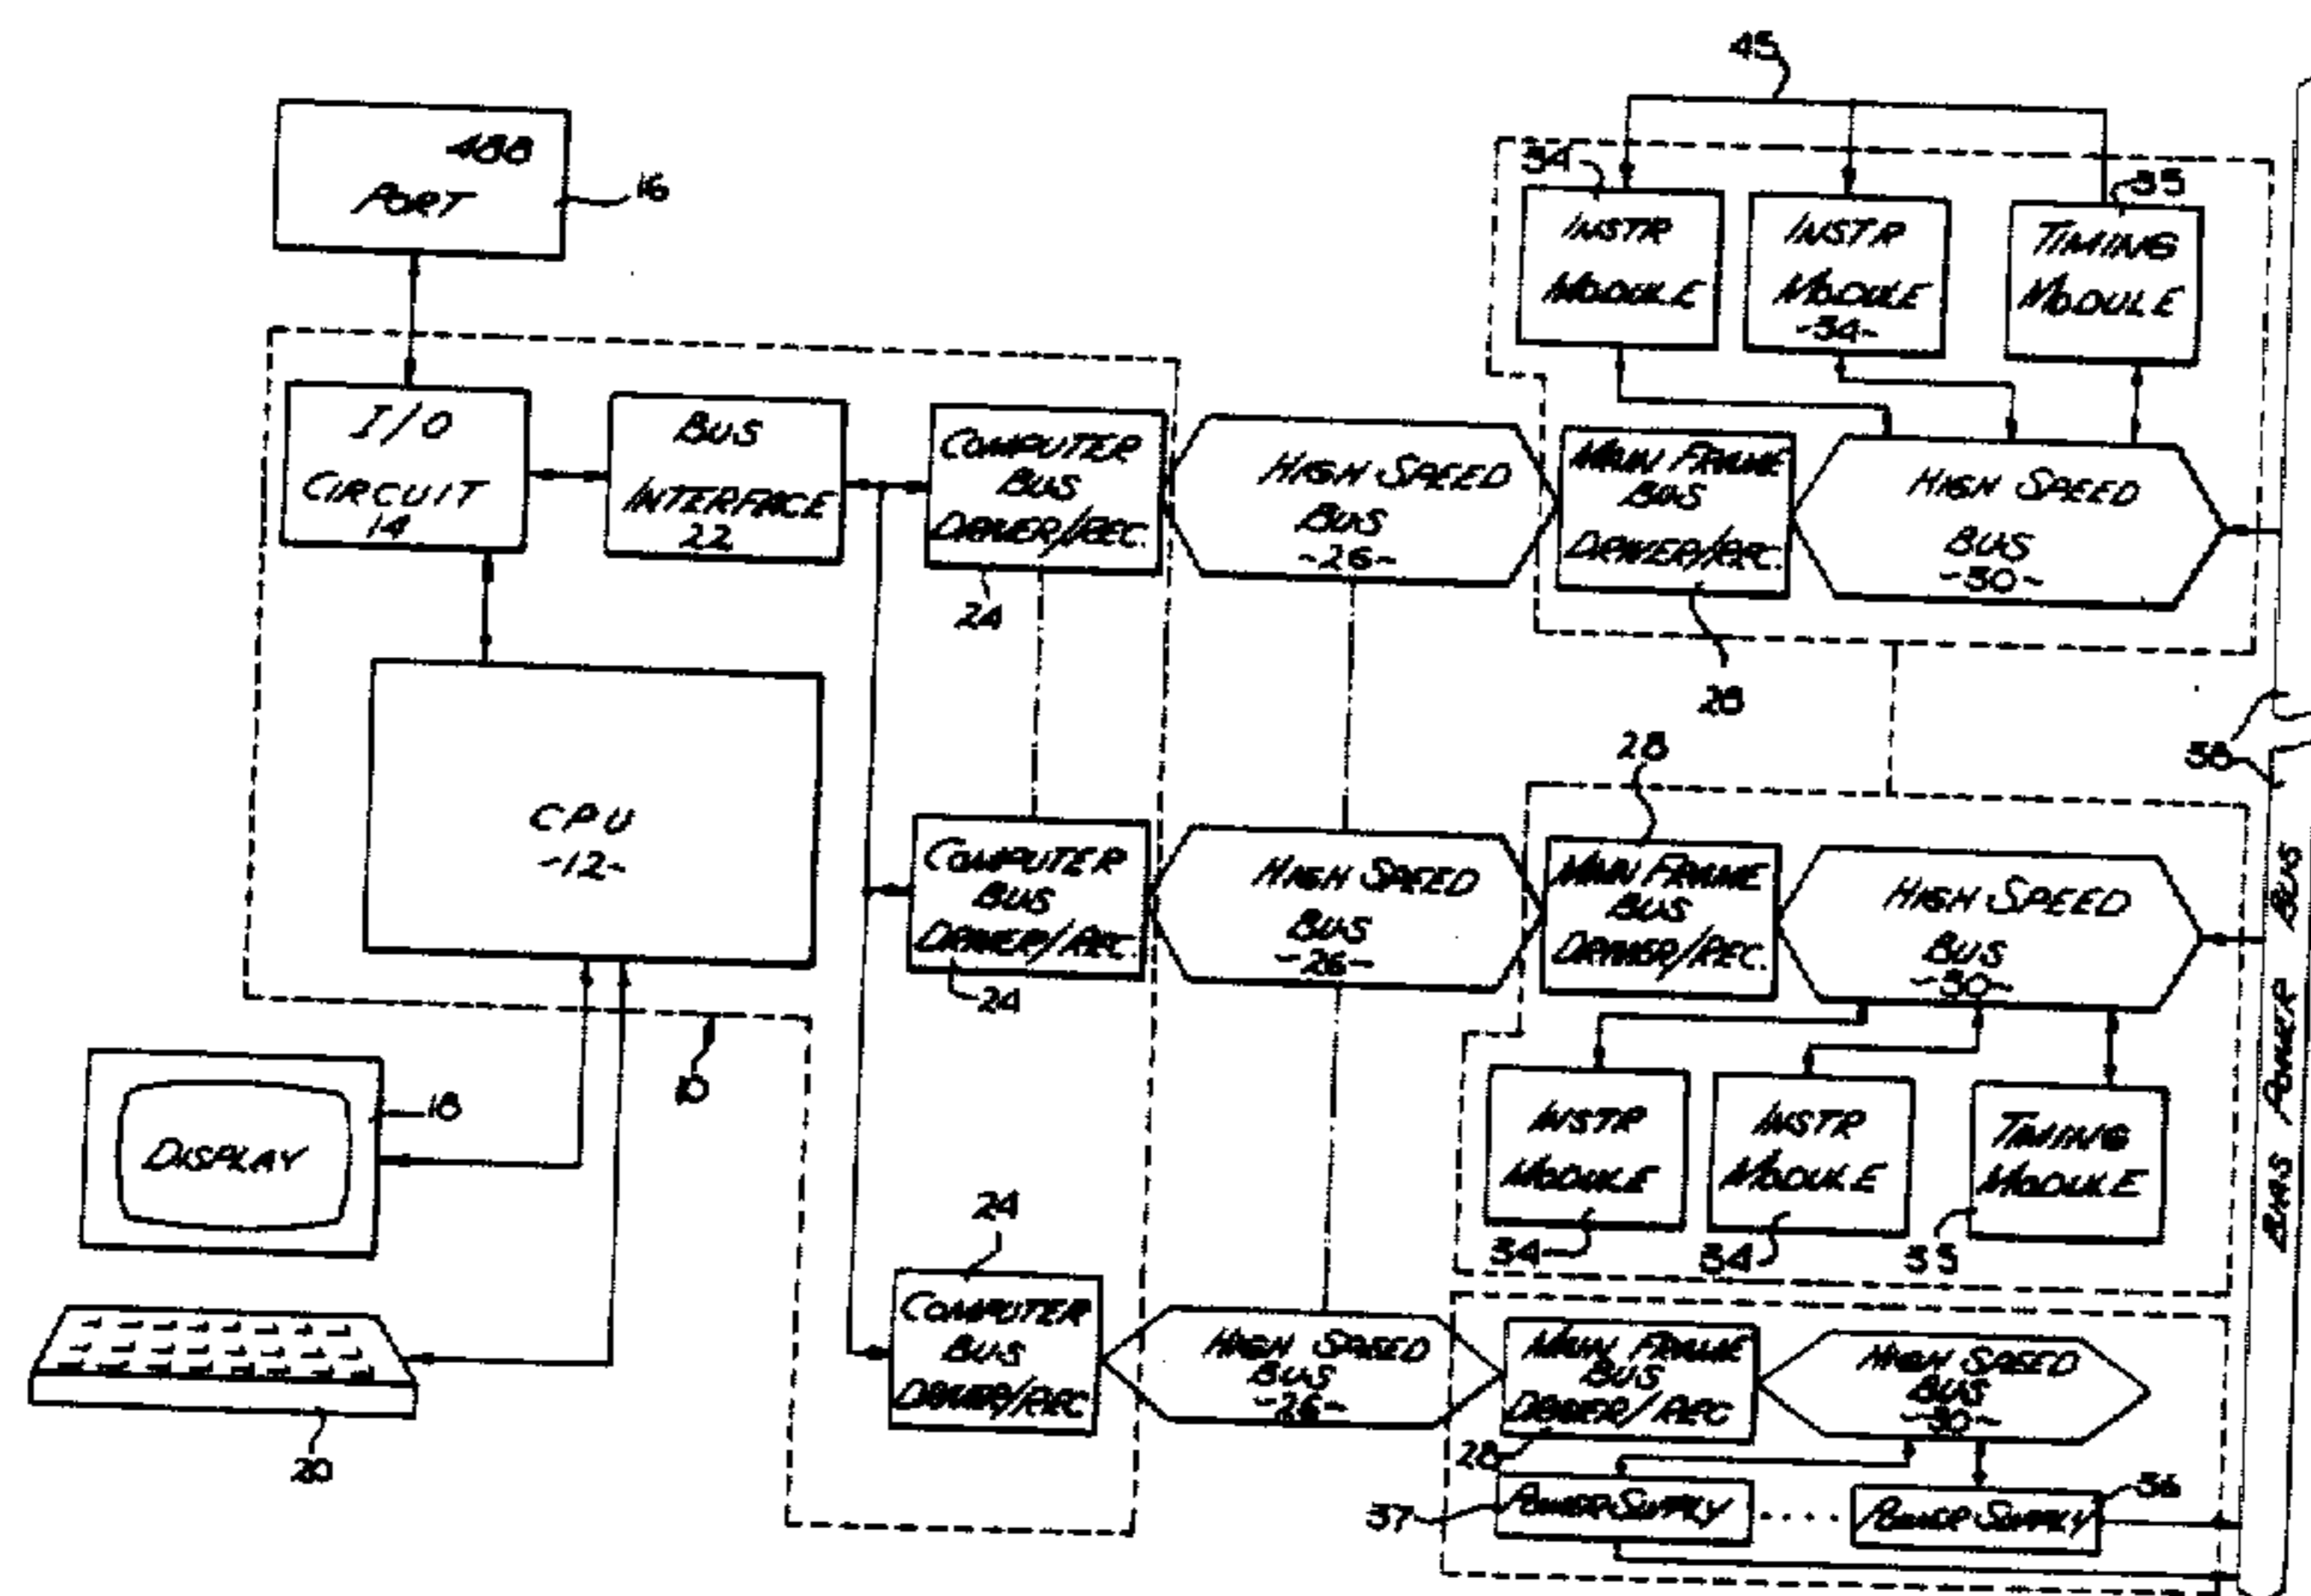 45
488
PORT
16
34
INSTR
MODULE
INSTR
MODULE
-34-
35
TIMING
MODULE
I/O
CIRCUIT
14
BUS
INTERFACE
22
COMPUTER
BUS
DRIVER/REC.
24
HIGH SPEED
BUS
-26-
MAIN FRAME
BUS
DRIVER/REC.
28
HIGH SPEED
BUS
-30-
CPU
-12-
COMPUTER
BUS
DRIVER/REC.
24
HIGH SPEED
BUS
-26-
28
MAIN FRAME
BUS
DRIVER/REC.
HIGH SPEED
BUS
-30-
38
BIAS POWER BUS
10
DISPLAY
18
INSTR
MODULE
34
INSTR
MODULE
34
TIMING
MODULE
35
20
24
COMPUTER
BUS
DRIVER/REC
HIGH SPEED
BUS
-26-
MAIN FRAME
BUS
DRIVER/REC
28
HIGH SPEED
BUS
-30-
37
POWER SUPPLY
. . . .
POWER SUPPLY
36